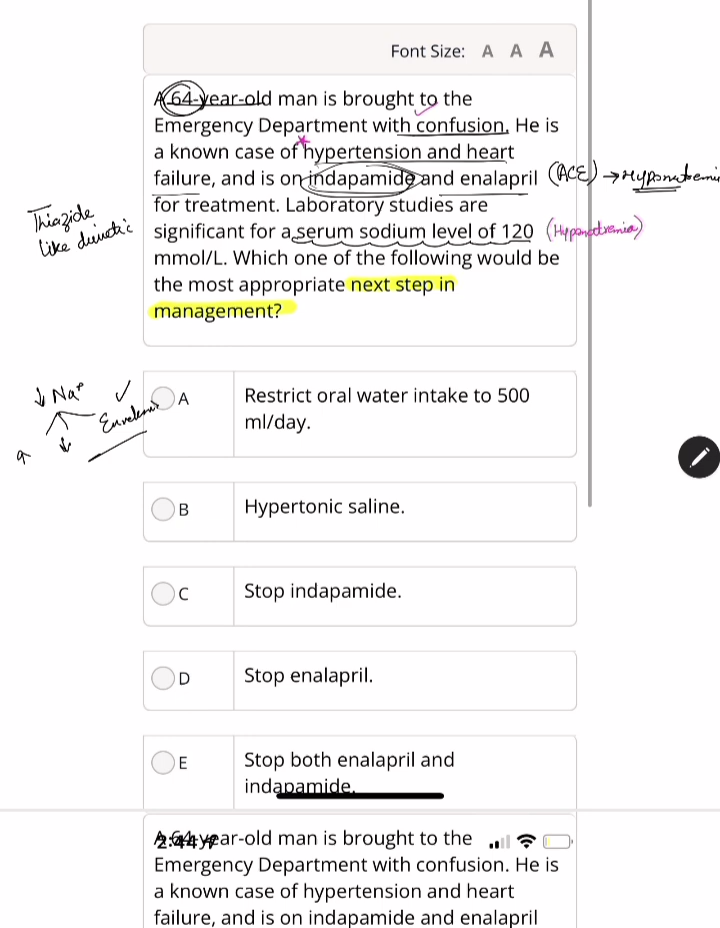 Font Size: A A A
A 64-year-old man is brought to the
Emergency Department with confusion. He is
a known case of hypertension and heart
failure, and is on indapamide and enalapril (ACE) → Hyponatremi
for treatment. Laboratory studies are
Thiazide
like diuretic
significant for a serum sodium level of 120 (Hyponatremia)
mmol/L. Which one of the following would be
the most appropriate next step in
management?
↓ Na+ ✓
↑ ↓
A Restrict oral water intake to 500
ml/day.
B Hypertonic saline.
C Stop indapamide.
D Stop enalapril.
E Stop both enalapril and
indapamide.
A 64-year-old man is brought to the
2:44
Emergency Department with confusion. He is
a known case of hypertension and heart
failure, and is on indapamide and enalapril